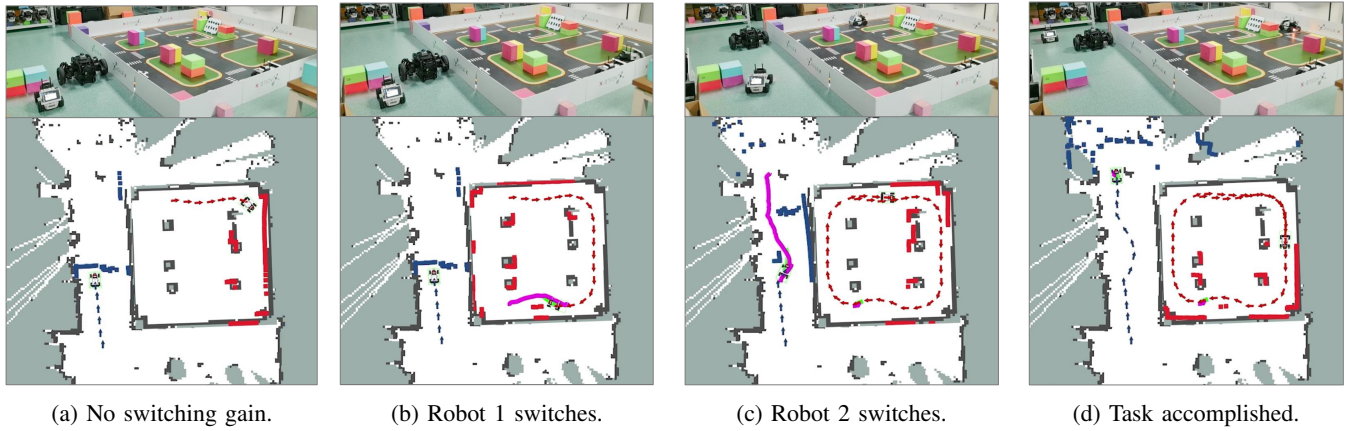 (a) No switching gain.
(b) Robot 1 switches.
(c) Robot 2 switches.
(d) Task accomplished.